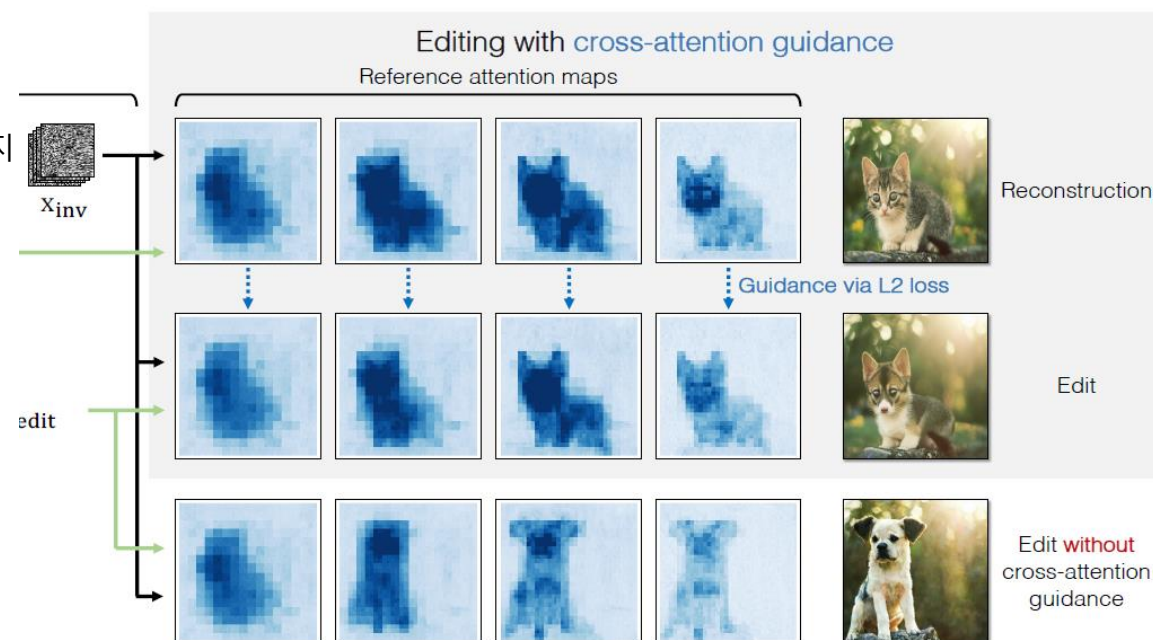 Editing with cross-attention guidance
Reference attention maps
xinv
Reconstruction
Guidance via L2 loss
Edit
edit
Edit without
cross-attention
guidance